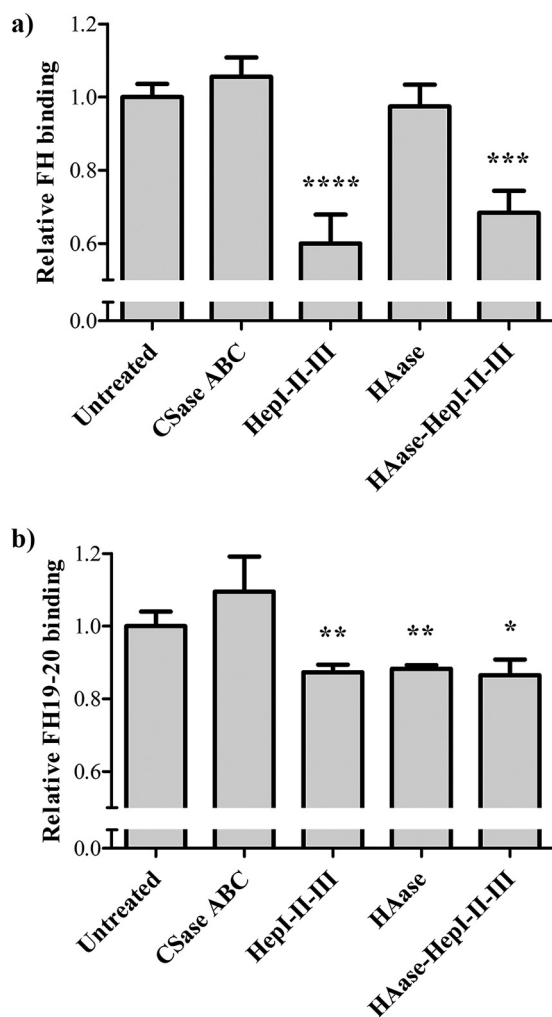 a)
Relative FH binding
1.2
1.0
0.8
0.6
0.0
****
***
Untreated
CSase ABC
HepI-II-III
HAase
HAase-HepI-II-III
b)
Relative FH19-20 binding
1.2
1.0
0.8
0.6
0.0
**
**
*
Untreated
CSase ABC
HepI-II-III
HAase
HAase-HepI-II-III